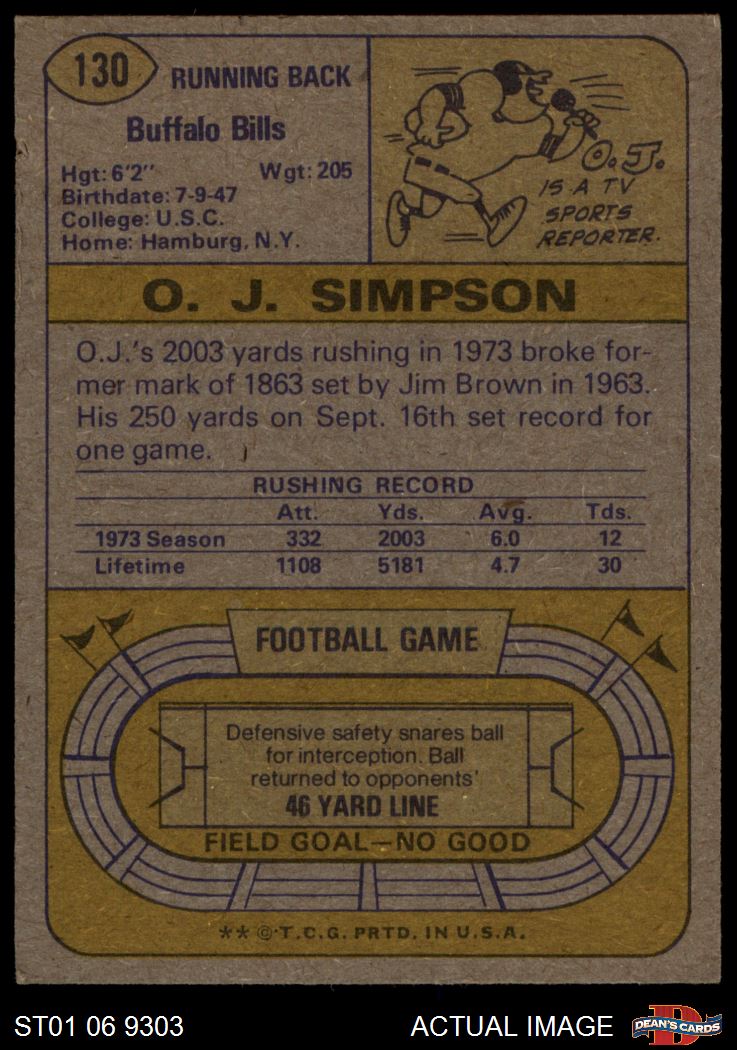 130
RUNNING BACK
Buffalo Bills
Hgt: 6'2" Wgt: 205
Birthdate: 7-9-47
College: U.S.C.
Home: Hamburg, N.Y.
O.J.
IS A TV
SPORTS
REPORTER.
O. J. SIMPSON
O.J.'s 2003 yards rushing in 1973 broke for-
mer mark of 1863 set by Jim Brown in 1963.
His 250 yards on Sept. 16th set record for
one game.
RUSHING RECORD
Att. Yds. Avg. Tds.
1973 Season 332 2003 6.0 12
Lifetime 1108 5181 4.7 30
FOOTBALL GAME
Defensive safety snares ball
for interception. Ball
returned to opponents'
46 YARD LINE
FIELD GOAL—NO GOOD
** © T.C.G. PRTD. IN U.S.A.
ST01 06 9303 ACTUAL IMAGE
D
DEAN'S CARDS